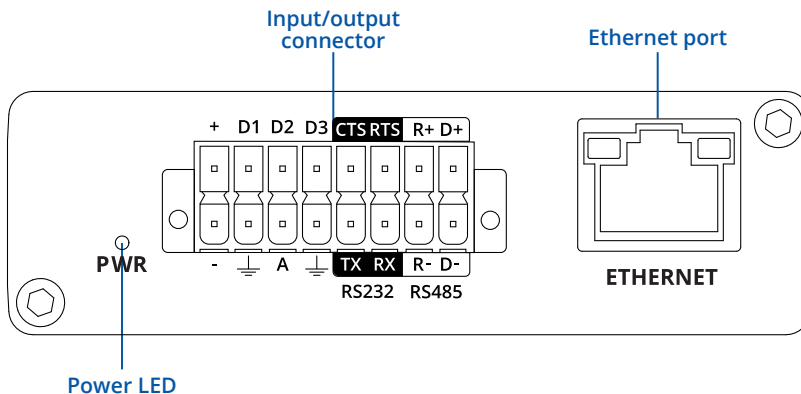 Input/output
connector
Ethernet port
+ D1 D2 D3 CTS RTS R+ D+
PWR
- A TX RX R- D-
RS232 RS485
ETHERNET
Power LED